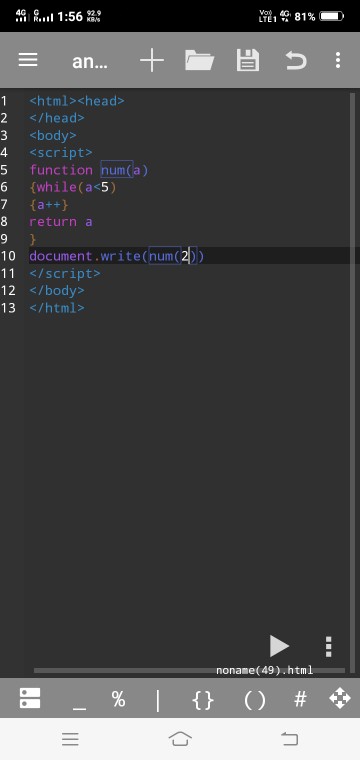 4G G 1:56 92.9 KB/s VoD LTE1 4G 81%
an...
1 <html><head>
2 </head>
3 <body>
4 <script>
5 function num(a)
6 {while(a<5)
7 {a++}
8 return a
9 }
10 document.write(num(2))
11 </script>
12 </body>
13 </html>
noname(49).html
_ % | {} () #